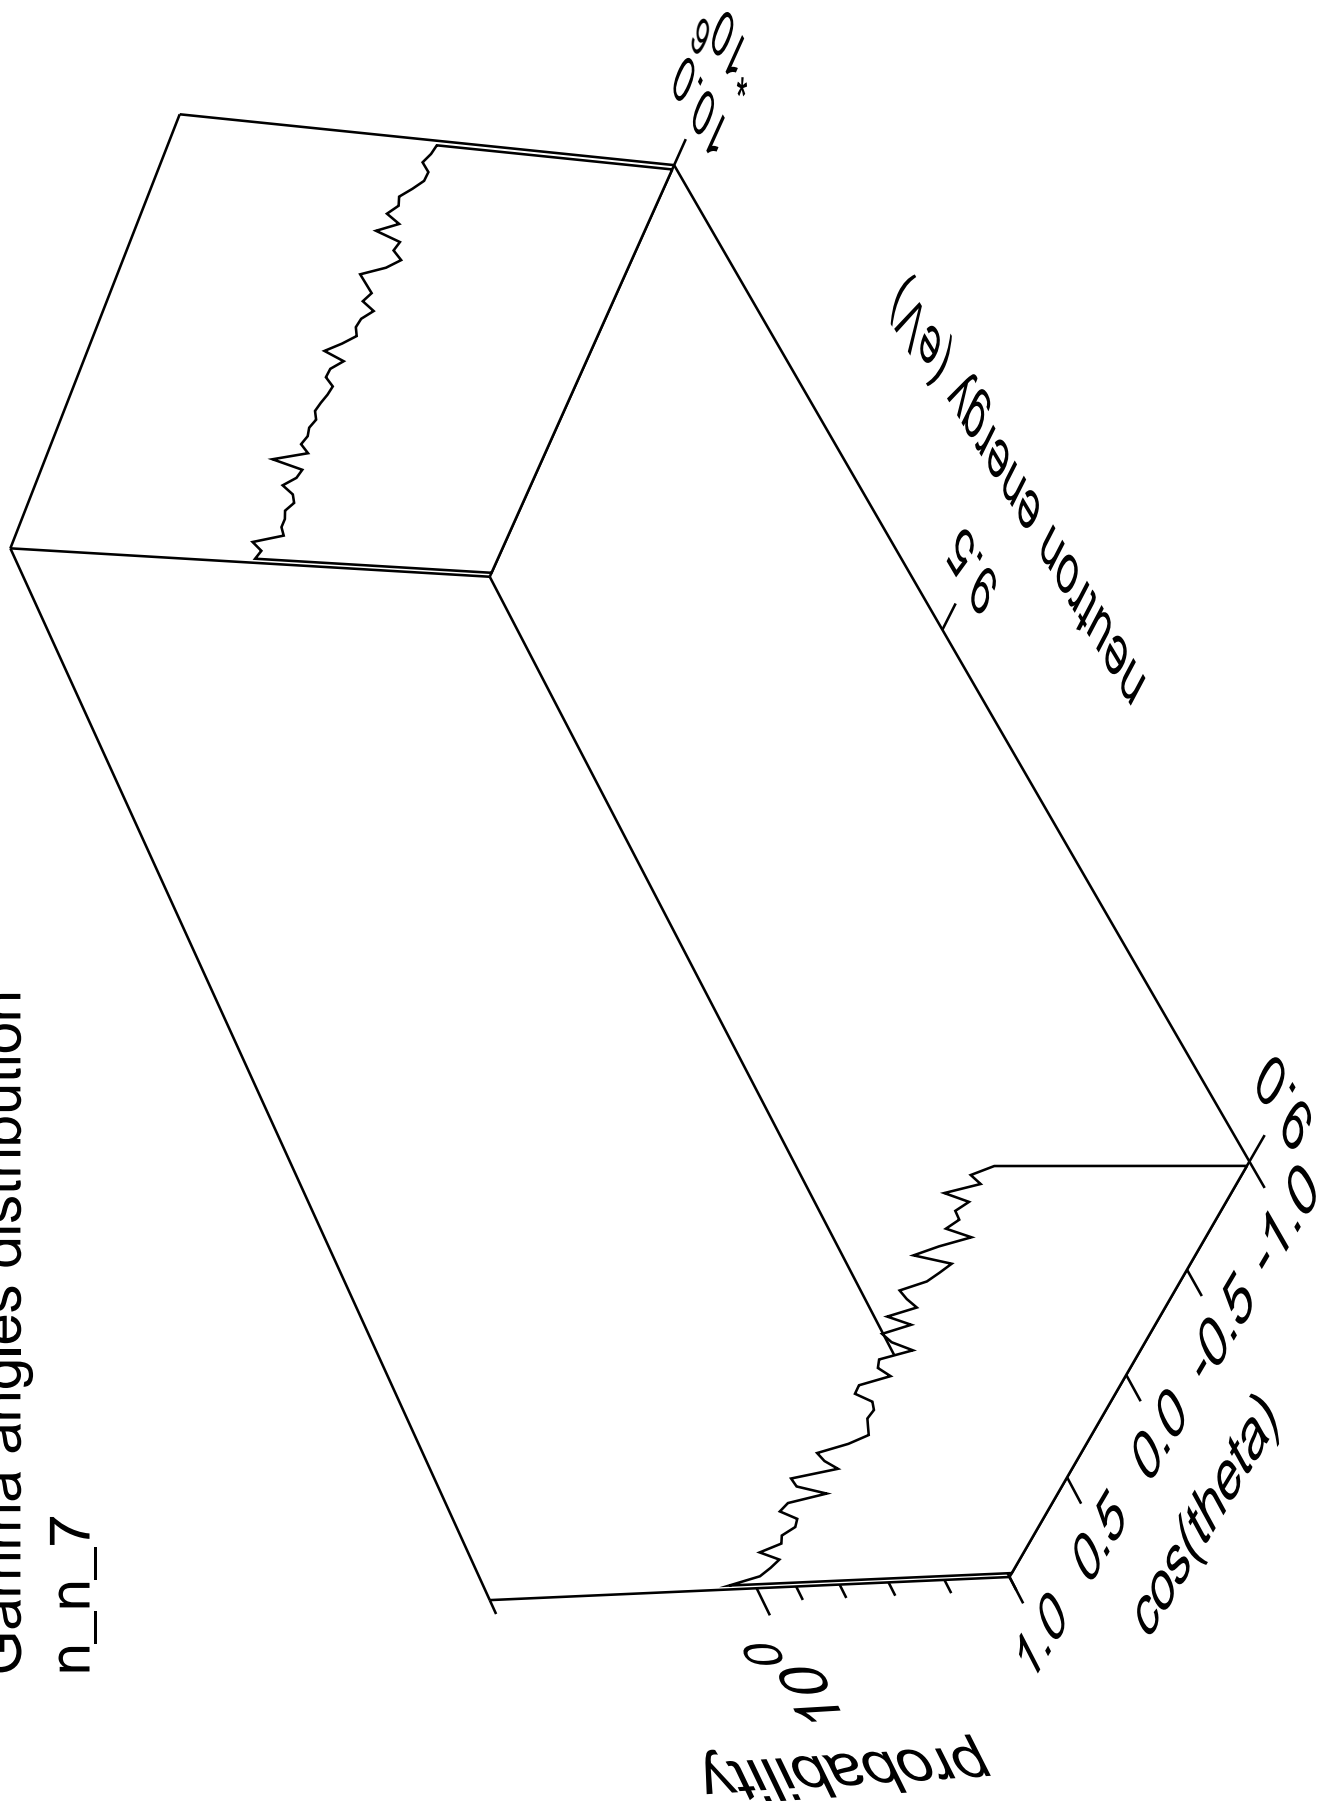 Gamma angles distribution
n_n_7
probability
10^0
1.0
0.5
0.0
-0.5
-1.0
cos(theta)
9.0
9.5
10.0
*10^6
neutron energy (eV)